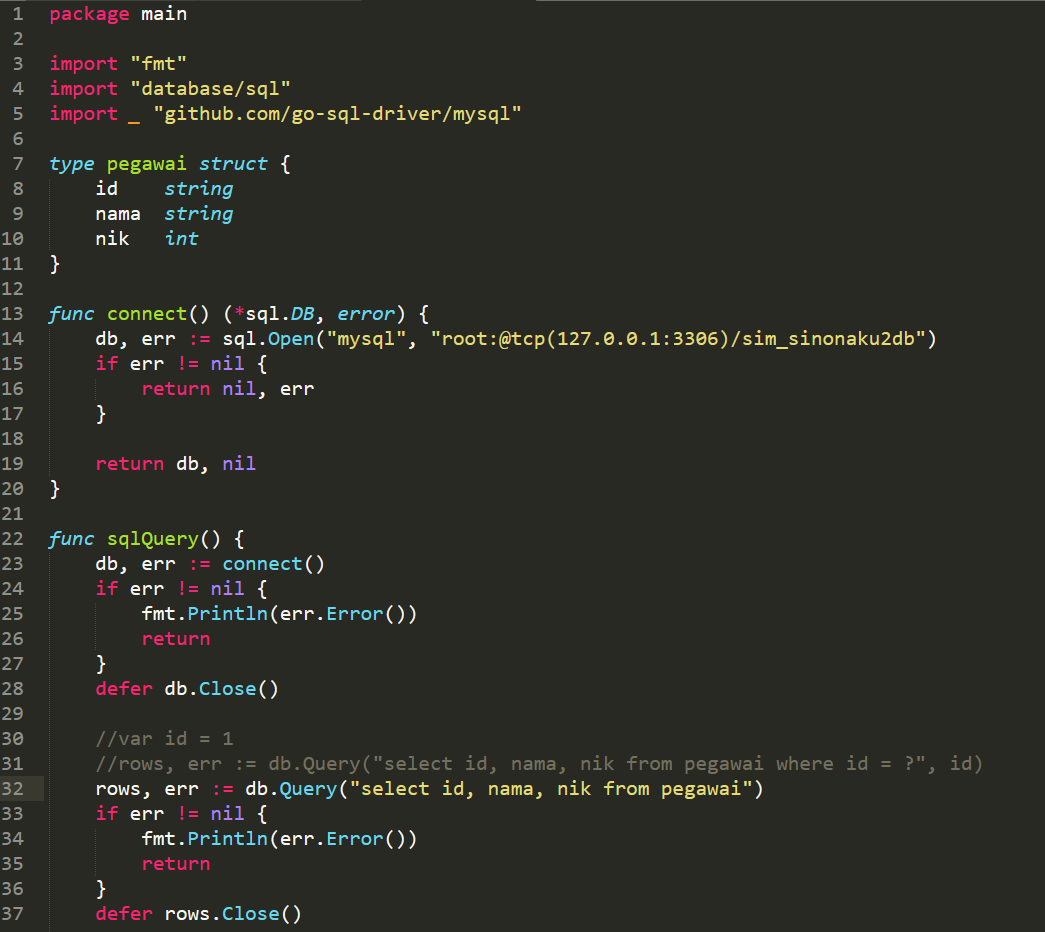 1 package main
2
3 import "fmt"
4 import "database/sql"
5 import _ "github.com/go-sql-driver/mysql"
6
7 type pegawai struct {
8     id    string
9     nama  string
10     nik   int
11 }
12
13 func connect() (*sql.DB, error) {
14     db, err := sql.Open("mysql", "root:@tcp(127.0.0.1:3306)/sim_sinonaku2db")
15     if err != nil {
16         return nil, err
17     }
18
19     return db, nil
20 }
21
22 func sqlQuery() {
23     db, err := connect()
24     if err != nil {
25         fmt.Println(err.Error())
26         return
27     }
28     defer db.Close()
29
30     //var id = 1
31     //rows, err := db.Query("select id, nama, nik from pegawai where id = ?", id)
32     rows, err := db.Query("select id, nama, nik from pegawai")
33     if err != nil {
34         fmt.Println(err.Error())
35         return
36     }
37     defer rows.Close()